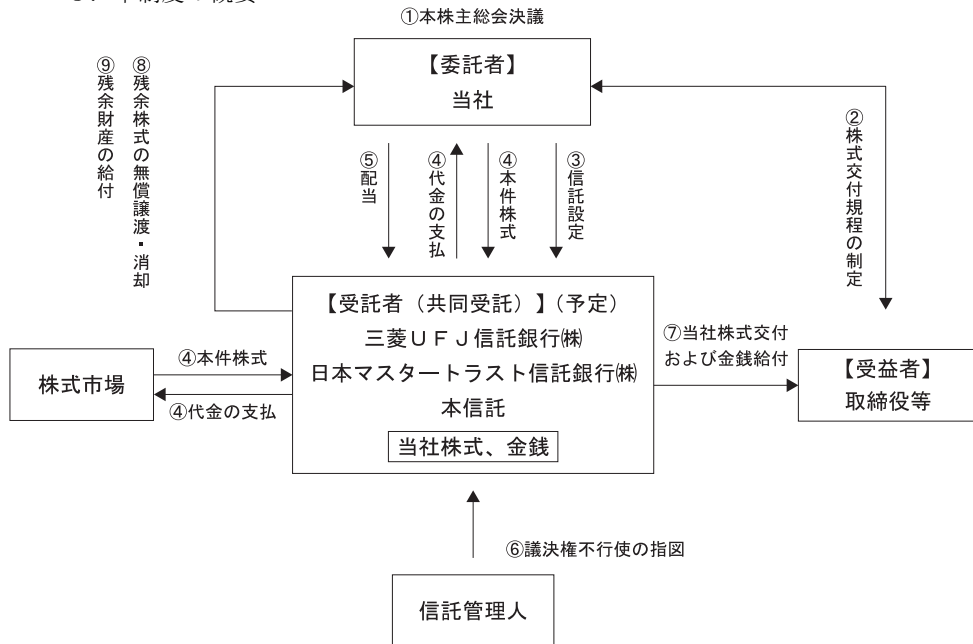 ①本株主総会決議
【委託者】
当社
⑨残余財産の給付
⑧残余株式の無償譲渡・消却
⑤配当
④代金の支払
④本件株式
③信託設定
②株式交付規程の制定
【受託者（共同受託）】（予定）
三菱ＵＦＪ信託銀行㈱
日本マスタートラスト信託銀行㈱
本信託
当社株式、金銭
株式市場
④本件株式
④代金の支払
⑦当社株式交付
および金銭給付
【受益者】
取締役等
⑥議決権不行使の指図
信託管理人